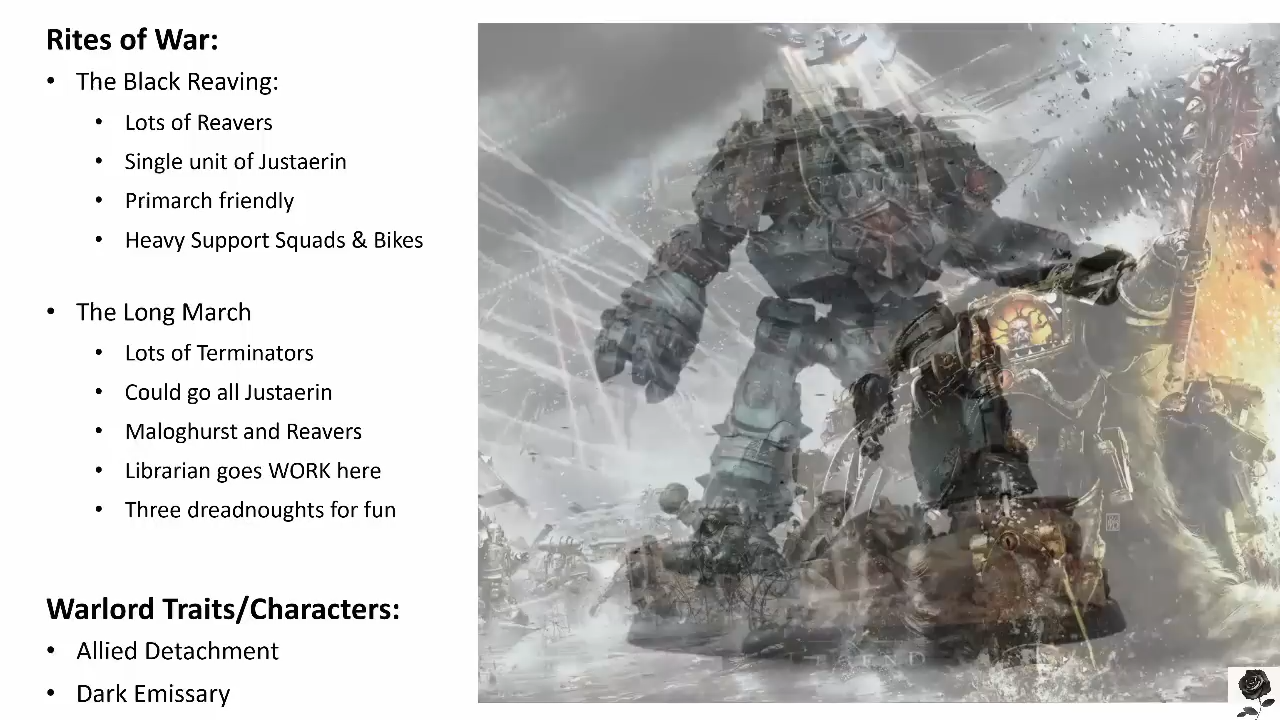 Rites of War:
• The Black Reaving:
• Lots of Reavers
• Single unit of Justaerin
• Primarch friendly
• Heavy Support Squads & Bikes
• The Long March
• Lots of Terminators
• Could go all Justaerin
• Maloghurst and Reavers
• Librarian goes WORK here
• Three dreadnoughts for fun
Warlord Traits/Characters:
• Allied Detachment
• Dark Emissary